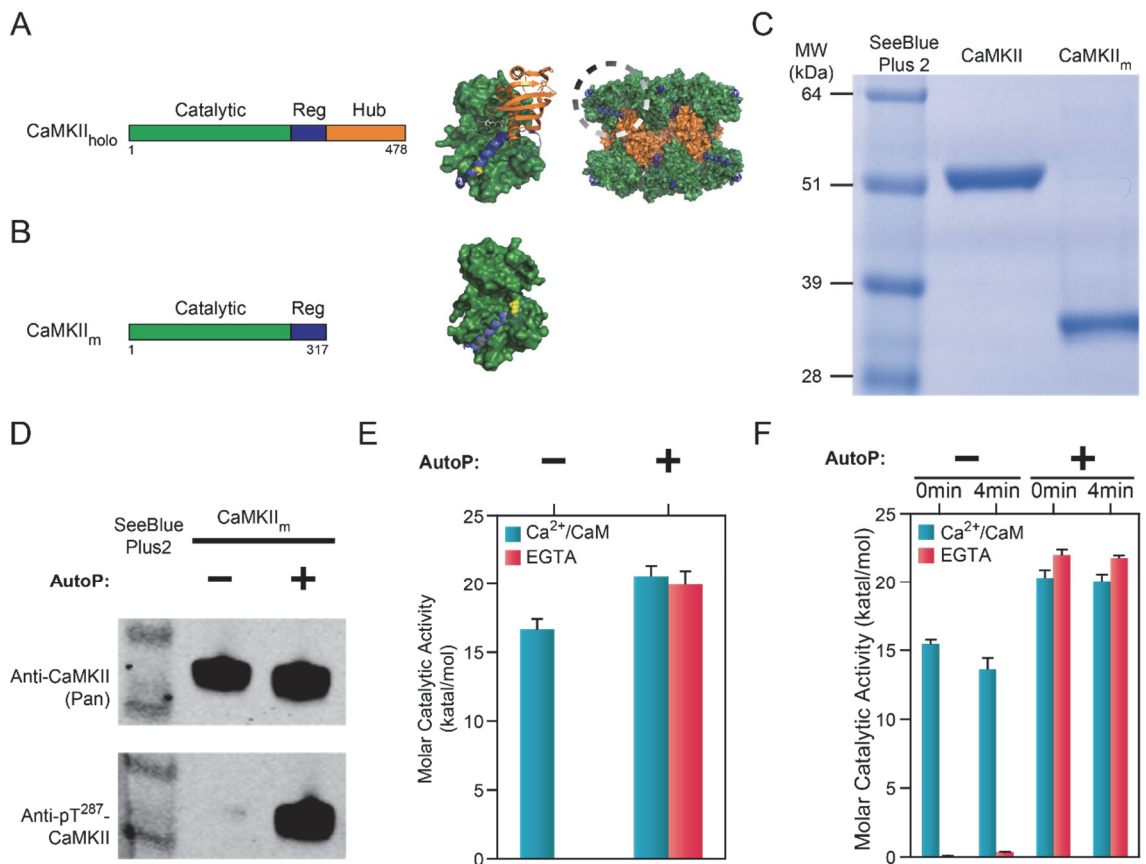 A
Catalytic Reg Hub
CaMKIIholo
1 478
B
Catalytic Reg
CaMKIIm
1 317
C
MW
(kDa)
SeeBlue
Plus 2
CaMKII
CaMKIIm
64
51
39
28
D
SeeBlue
Plus2
CaMKIIm
AutoP: − +
Anti-CaMKII
(Pan)
Anti-pT287-
CaMKII
E
AutoP: − +
Molar Catalytic Activity
(katal/mol)
25
20
15
10
5
0
Ca2+/CaM
EGTA
F
AutoP: − +
0min 4min 0min 4min
Molar Catalytic Activity (katal/mol)
25
20
15
10
5
0
Ca2+/CaM
EGTA